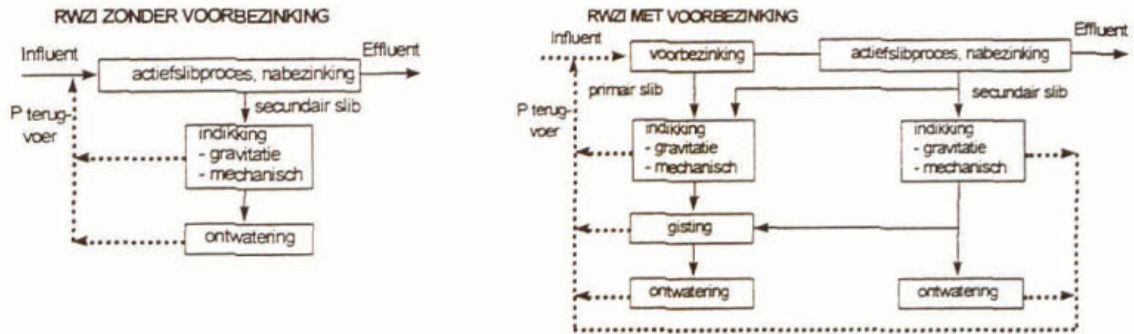 RWZI ZONDER VOORBEZINKING
Influent
Effluent
actiefslibproces, nabezinking
P terug-
voer
secundair slib
indikking
- gravitatie
- mechanisch
ontwatering
RWZI MET VOORBEZINKING
Influent
voorbezinking
actiefslibproces, nabezinking
Effluent
primair slib
secundair slib
P terug-
voer
indikking
- gravitatie
- mechanisch
indikking
- gravitatie
- mechanisch
gisting
ontwatering
ontwatering